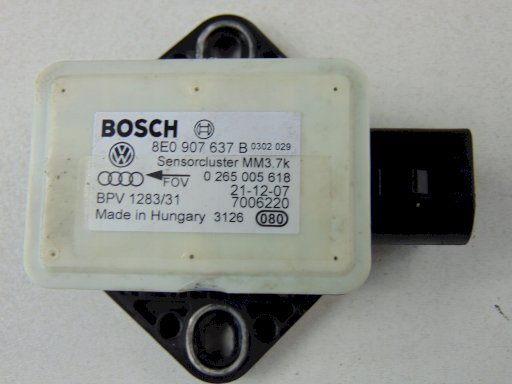 BOSCH
8E0 907 637 B 0302 029
Sensorcluster MM3.7k
FOV 0 265 005 618
21-12-07
BPV 1283/31 7006220
Made in Hungary 3126 080